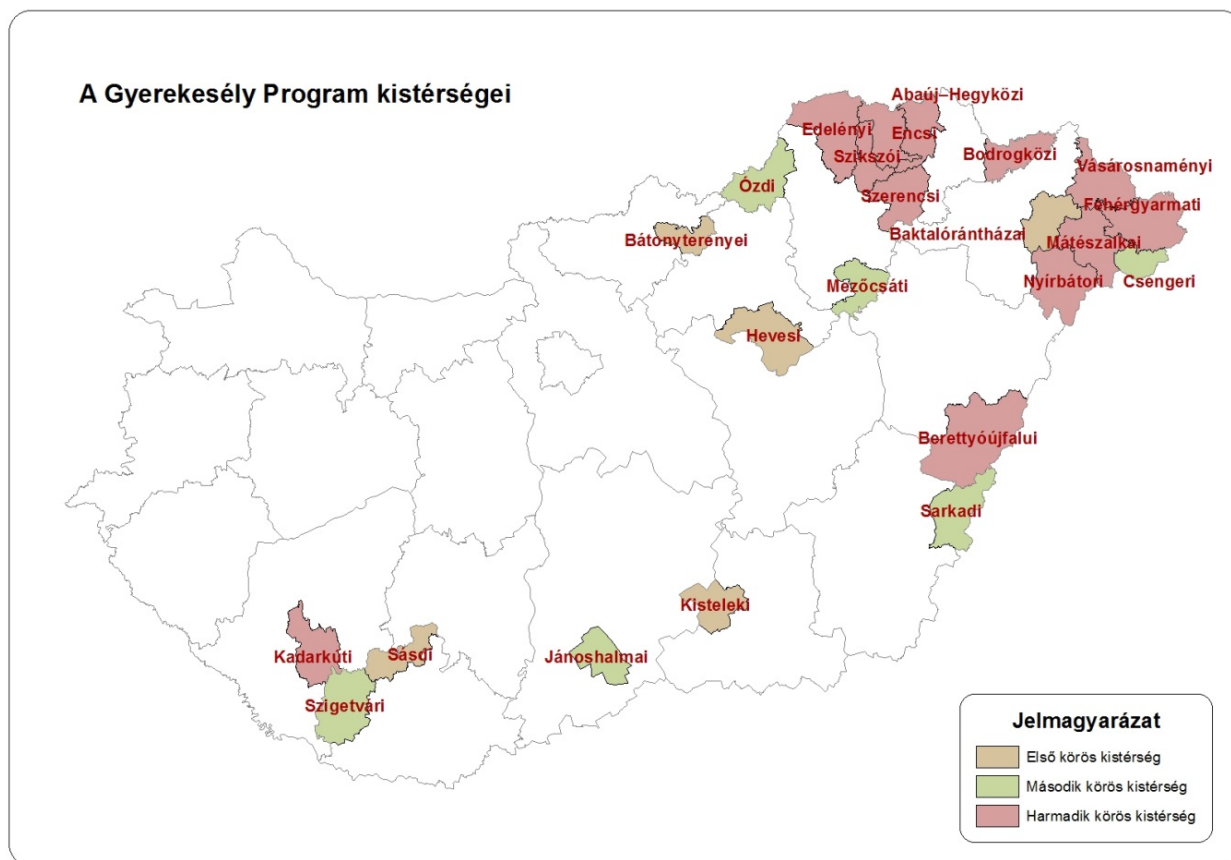 A Gyerekesély Program kistérségei
Abaúj–Hegyközi
Edelényi
Encsi
Szikszói
Bodrogközi
Vásárosnaményi
Ózdi
Szerencsi
Fehérgyarmati
Baktalórántházai
Bátonyterenyei
Mátészalkai
Mezőcsáti
Nyírbátori
Csengeri
Hevesi
Berettyóújfalui
Sarkadi
Kisteleki
Kadarkúti
Sásdi
Jánoshalmai
Szigetvári
Jelmagyarázat
Első körös kistérség
Második körös kistérség
Harmadik körös kistérség